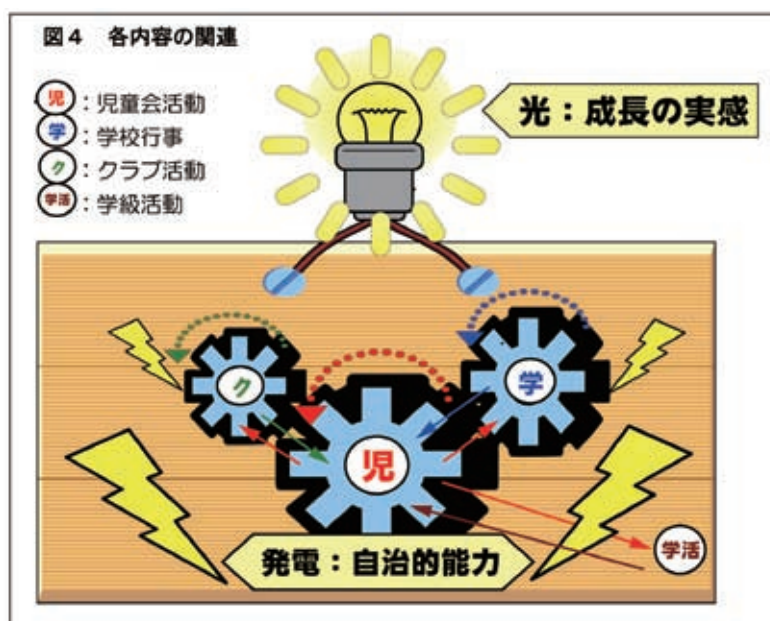 図4 各内容の関連
児：児童会活動
学：学校行事
ク：クラブ活動
学活：学級活動
光：成長の実感
ク
学
児
学活
発電：自治的能力